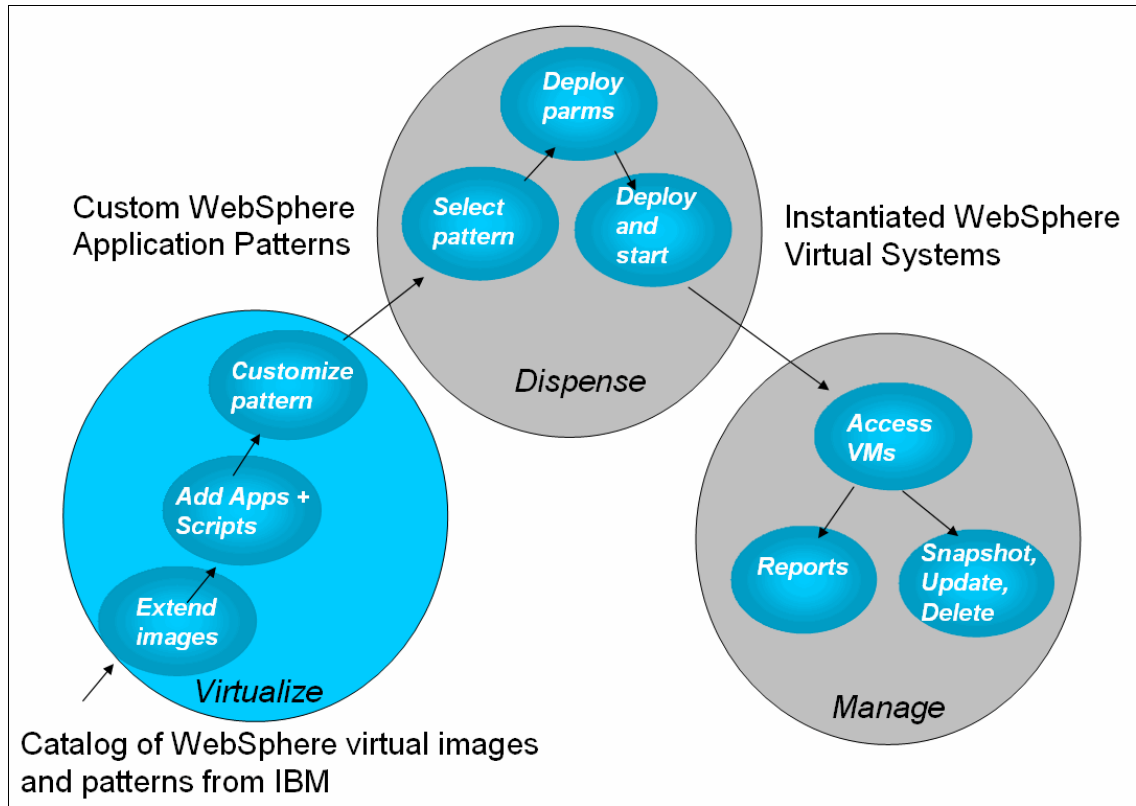 Deploy
parms
Select
pattern
Deploy
and
start
Dispense
Custom WebSphere
Application Patterns
Instantiated WebSphere
Virtual Systems
Customize
pattern
Add Apps +
Scripts
Extend
images
Virtualize
Access
VMs
Reports
Snapshot,
Update,
Delete
Manage
Catalog of WebSphere virtual images
and patterns from IBM